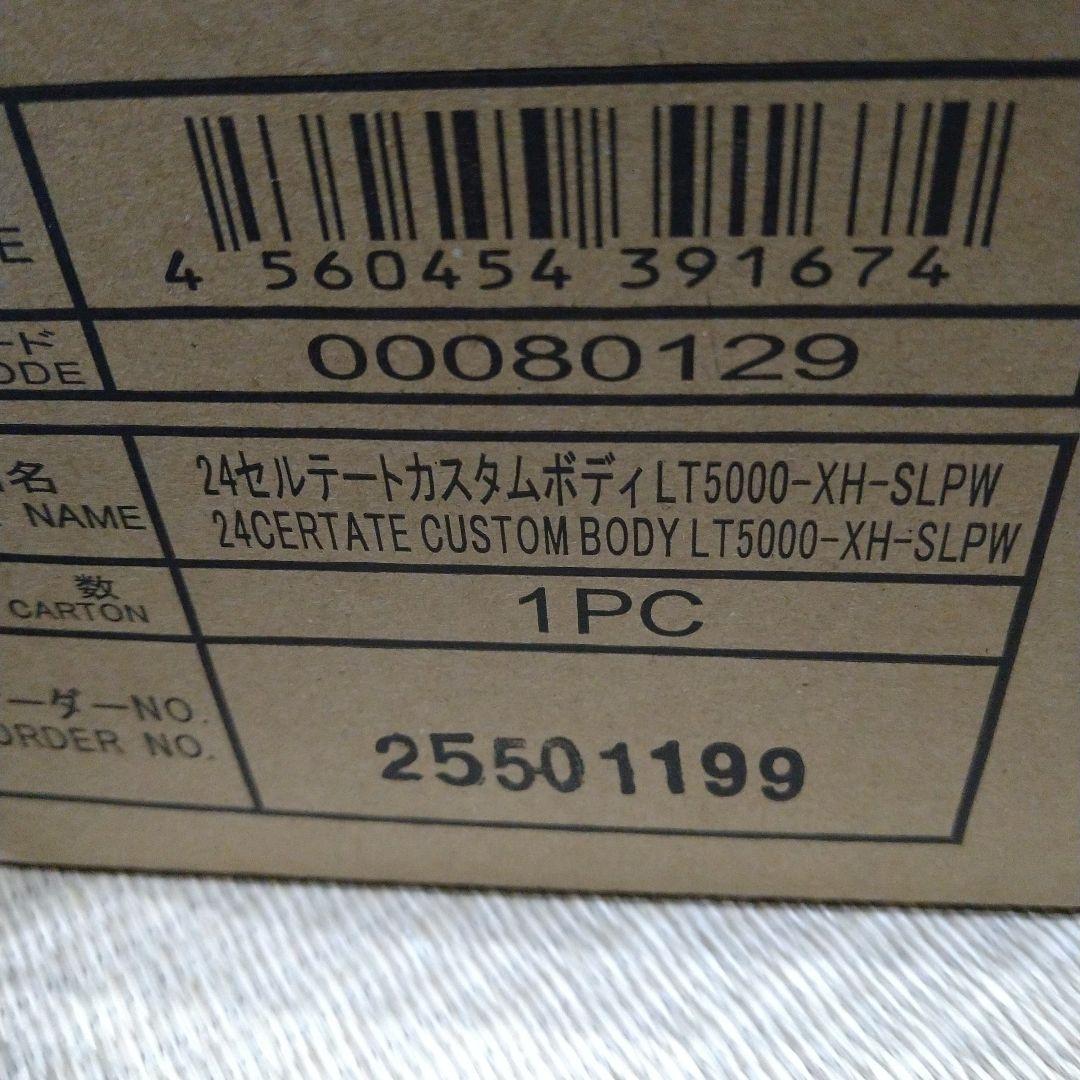 E
4 560454 391674
ード
ODE
00080129
名
NAME
24セルテートカスタムボディLT5000-XH-SLPW
24CERTATE CUSTOM BODY LT5000-XH-SLPW
数
CARTON
1PC
ーダーNO.
ORDER NO.
25501199